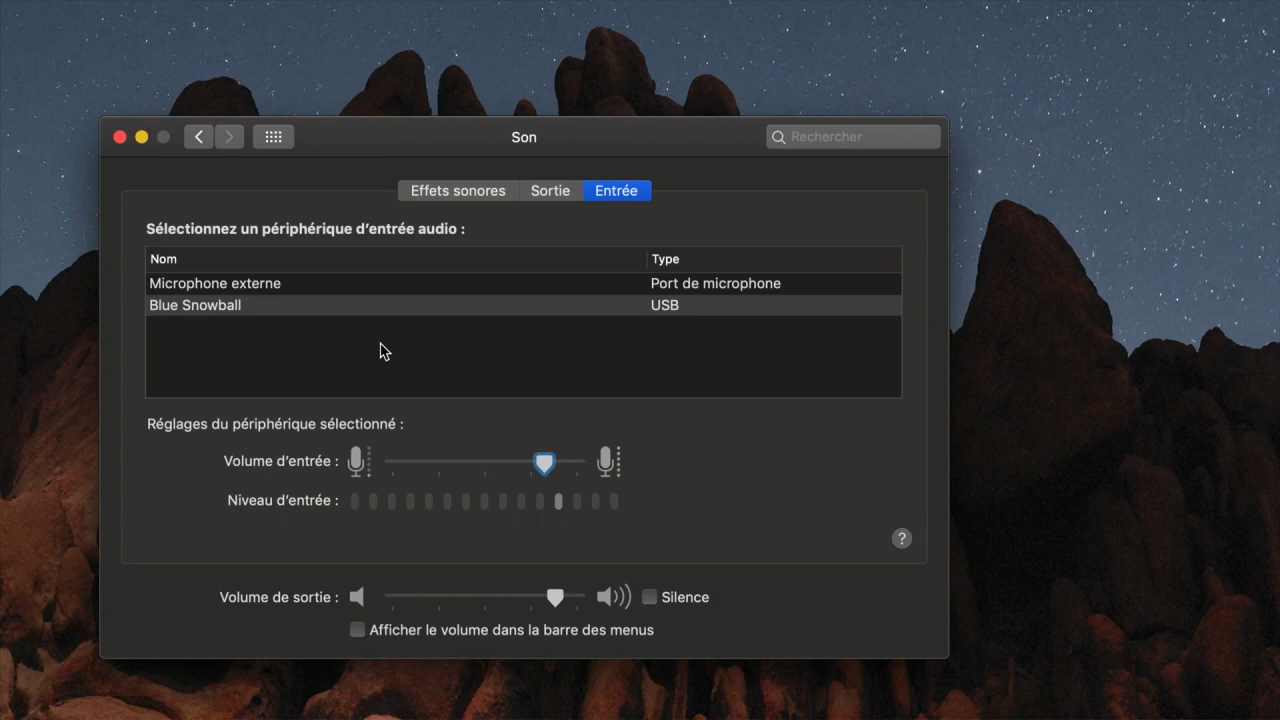 Son
Rechercher
Effets sonores Sortie Entrée
Sélectionnez un périphérique d’entrée audio :
Nom Type
Microphone externe Port de microphone
Blue Snowball USB
Réglages du périphérique sélectionné :
Volume d’entrée :
Niveau d’entrée :
?
Volume de sortie : Silence
Afficher le volume dans la barre des menus